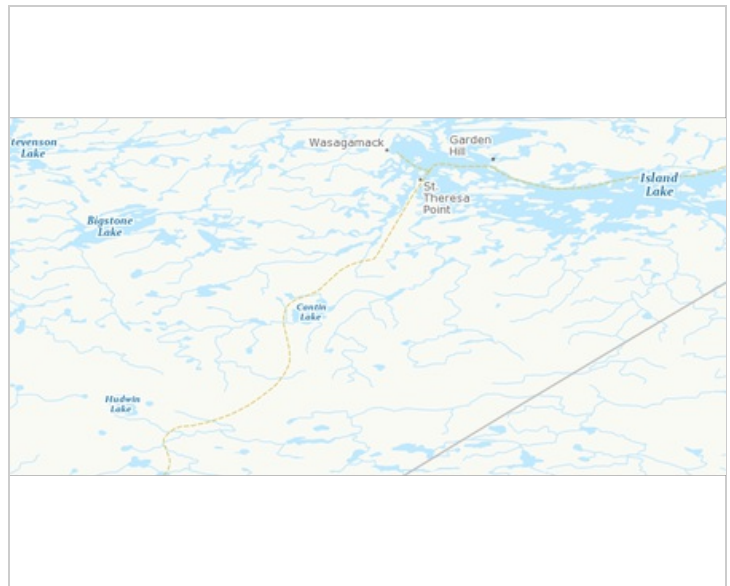 tevenson
Lake
Wasagamack
Garden
Hill
Island
Lake
St.
Theresa
Point
Bigstone
Lake
Contin
Lake
Hudwin
Lake